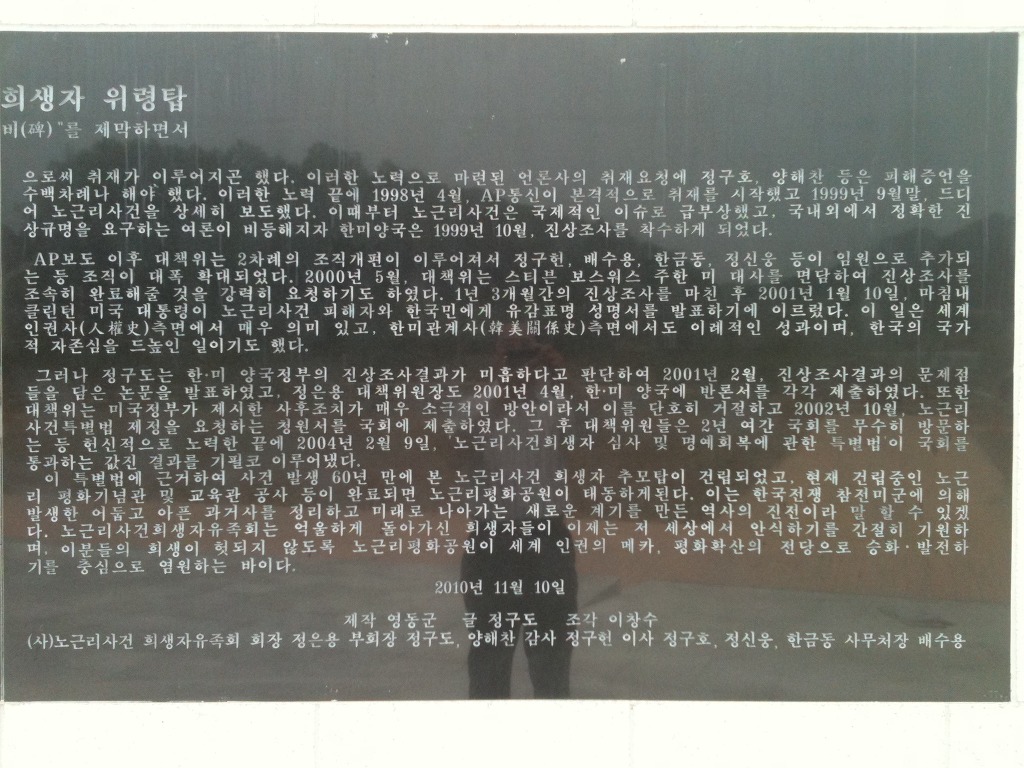 희생자 위령탑
비(碑)"를 제막하면서
으로써 취재가 이루어지곤 했다. 이러한 노력으로 마련된 언론사의 취재요청에 정구호, 양해찬 등은 피해증언을
수백차례나 해야 했다. 이러한 노력 끝에 1998년 4월, AP통신이 본격적으로 취재를 시작했고 1999년 9월말, 드디
어 노근리사건을 상세히 보도했다. 이때부터 노근리사건은 국제적인 이슈로 급부상했고, 국내외에서 정확한 진
상규명을 요구하는 여론이 비등해지자 한미양국은 1999년 10월, 진상조사를 착수하게 되었다.
AP보도 이후 대책위는 2차례의 조직개편이 이루어져서 정구헌, 배수용, 한금동, 정신웅 등이 임원으로 추가되
는 등 조직이 대폭 확대되었다. 2000년 5월, 대책위는 스티븐 보스워스 주한 미 대사를 면담하여 진상조사를
조속히 완료해줄 것을 강력히 요청하기도 하였다. 1년 3개월간의 진상조사를 마친 후 2001년 1월 10일, 마침내
클린턴 미국 대통령이 노근리사건 피해자와 한국민에게 유감표명 성명서를 발표하기에 이르렀다. 이 일은 세계
인권사(人權史)측면에서 매우 의미 있고, 한미관계사(韓美關係史)측면에서도 이례적인 성과이며, 한국의 국가
적 자존심을 드높인 일이기도 했다.
그러나 정구도는 한·미 양국정부의 진상조사결과가 미흡하다고 판단하여 2001년 2월, 진상조사결과의 문제점
들을 담은 논문을 발표하였고, 정은용 대책위원장도 2001년 4월, 한·미 양국에 반론서를 각각 제출하였다. 또한
대책위는 미국정부가 제시한 사후조치가 매우 소극적인 방안이라서 이를 단호히 거절하고 2002년 10월, 노근리
사건특별법 제정을 요청하는 청원서를 국회에 제출하였다. 그 후 대책위원들은 2년 여간 국회를 무수히 방문하
는 등 헌신적으로 노력한 끝에 2004년 2월 9일, '노근리사건희생자 심사 및 명예회복에 관한 특별법'이 국회를
통과하는 값진 결과를 기필코 이루어냈다.
이 특별법에 근거하여 사건 발생 60년 만에 본 노근리사건 희생자 추모탑이 건립되었고, 현재 건립중인 노근
리 평화기념관 및 교육관 공사 등이 완료되면 노근리평화공원이 태동하게된다. 이는 한국전쟁 참전미군에 의해
발생한 어둡고 아픈 과거사를 정리하고 미래로 나아가는 새로운 계기를 만든 역사의 진전이라 말 할 수 있겠
다. 노근리사건희생자유족회는 억울하게 돌아가신 희생자들이 이제는 저 세상에서 안식하기를 간절히 기원하
며, 이분들의 희생이 헛되지 않도록 노근리평화공원이 세계 인권의 메카, 평화확산의 전당으로 승화·발전하
기를 충심으로 염원하는 바이다.
2010년 11월 10일
제작 영동군 글 정구도 조각 이창수
(사)노근리사건 희생자유족회 회장 정은용 부회장 정구도, 양해찬 감사 정구헌 이사 정구호, 정신웅, 한금동 사무처장 배수용